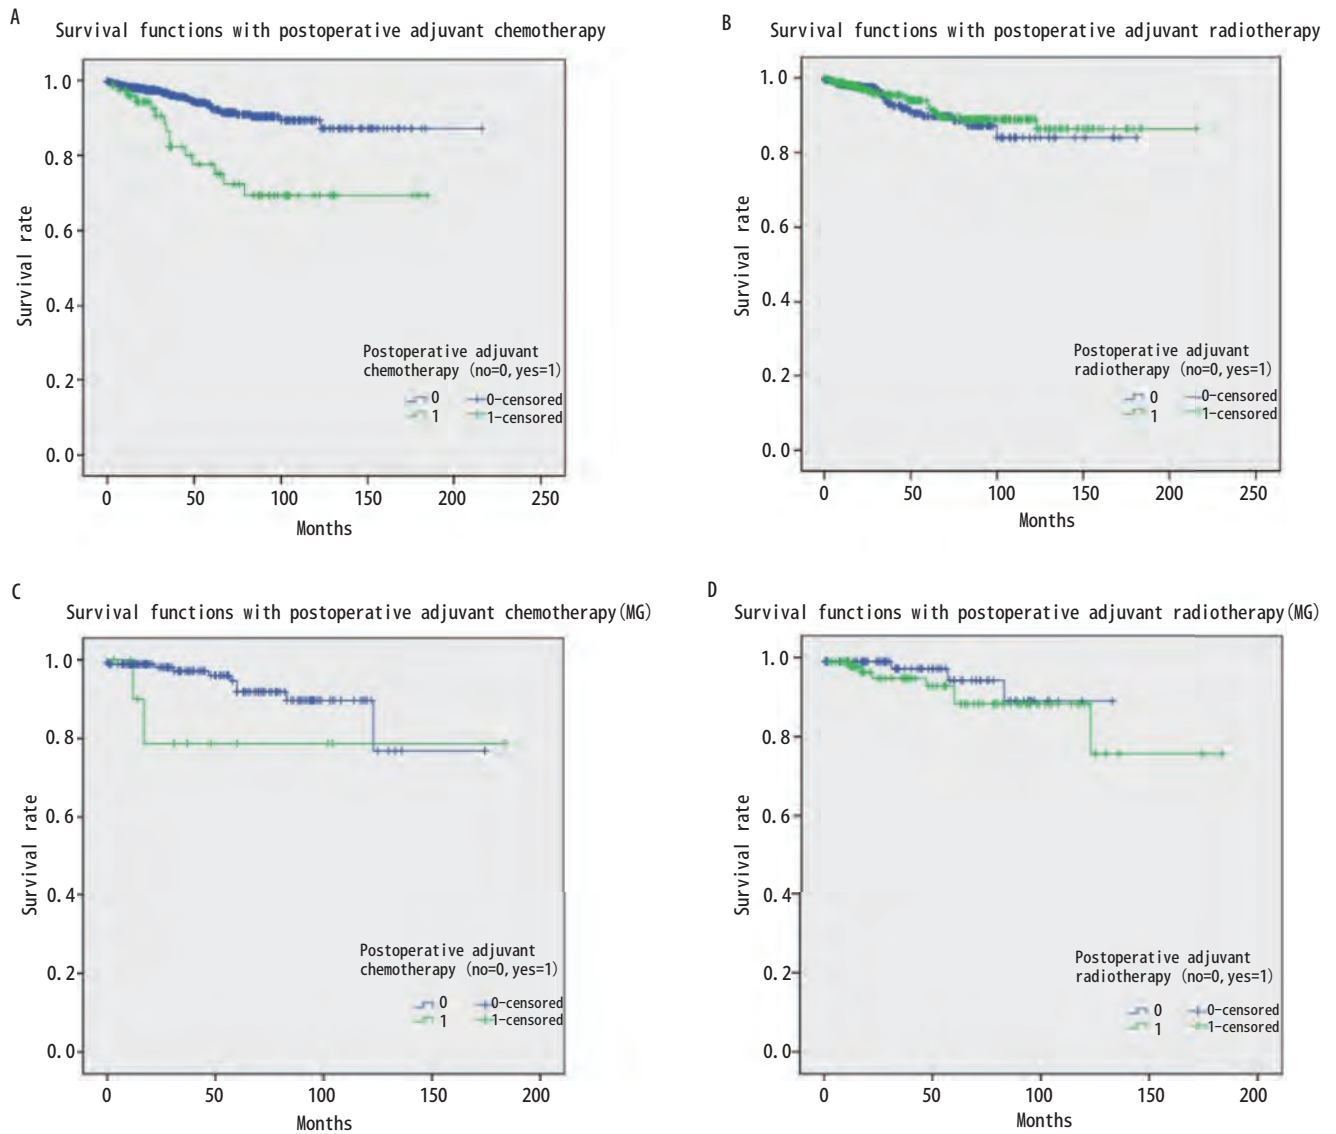 A
Survival functions with postoperative adjuvant chemotherapy
1.0
0.8
0.6
0.4
0.2
0.0
Survival rate
Postoperative adjuvant
chemotherapy (no=0, yes=1)
0 0-censored
1 1-censored
0 50 100 150 200 250
Months
B
Survival functions with postoperative adjuvant radiotherapy
1.0
0.8
0.6
0.4
0.2
0.0
Survival rate
Postoperative adjuvant
radiotherapy (no=0, yes=1)
0 0-censored
1 1-censored
0 50 100 150 200 250
Months
C
Survival functions with postoperative adjuvant chemotherapy(MG)
1.0
0.8
0.6
0.4
0.2
0.0
Survival rate
Postoperative adjuvant
chemotherapy (no=0, yes=1)
0 0-censored
1 1-censored
0 50 100 150 200
Months
D
Survival functions with postoperative adjuvant radiotherapy(MG)
1.0
0.8
0.6
0.4
0.2
0.0
Survival rate
Postoperative adjuvant
radiotherapy (no=0, yes=1)
0 0-censored
1 1-censored
0 50 100 150 200
Months